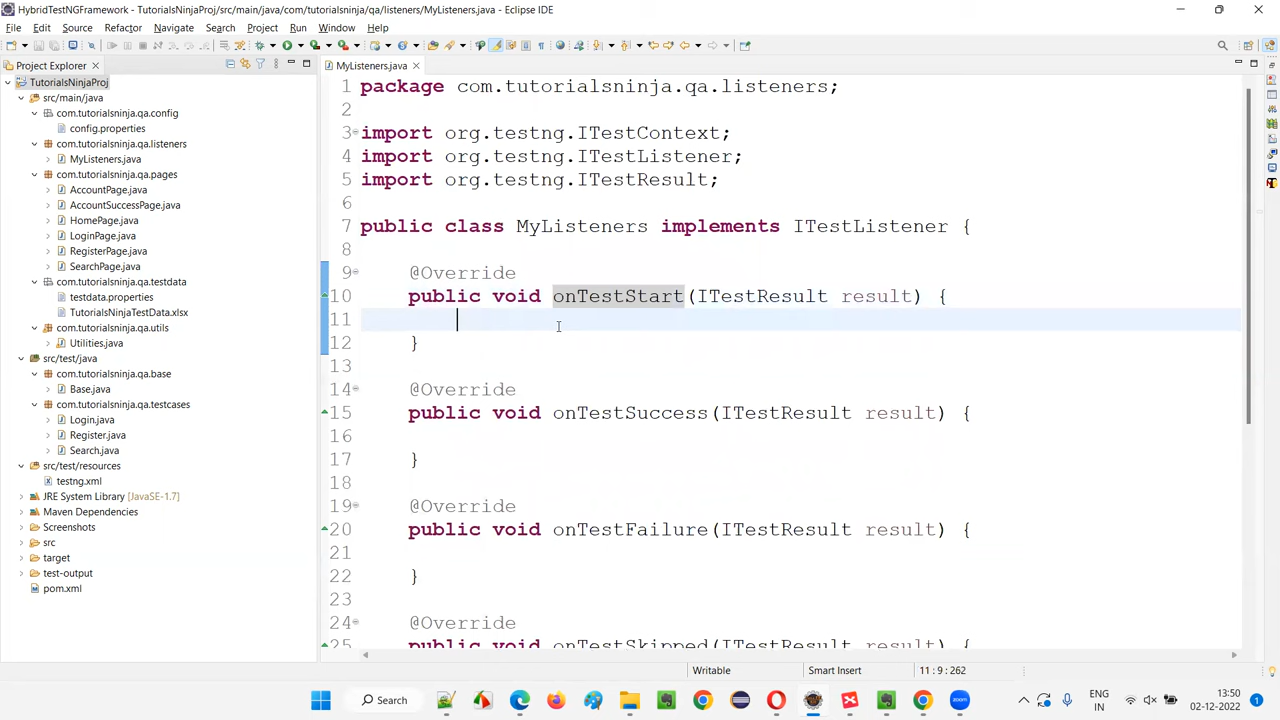 HybridTestNGFramework - TutorialsNinjaProj/src/main/java/com/tutorialsninja/qa/listeners/MyListeners.java - Eclipse IDE
File Edit Source Refactor Navigate Search Project Run Window Help
Project Explorer
TutorialsNinjaProj
src/main/java
com.tutorialsninja.qa.config
config.properties
com.tutorialsninja.qa.listeners
MyListeners.java
com.tutorialsninja.qa.pages
AccountPage.java
AccountSuccessPage.java
HomePage.java
LoginPage.java
RegisterPage.java
SearchPage.java
com.tutorialsninja.qa.testdata
testdata.properties
TutorialsNinjaTestData.xlsx
com.tutorialsninja.qa.utils
Utilities.java
src/test/java
com.tutorialsninja.qa.base
Base.java
com.tutorialsninja.qa.testcases
Login.java
Register.java
Search.java
src/test/resources
testng.xml
JRE System Library [JavaSE-1.7]
Maven Dependencies
Screenshots
src
target
test-output
pom.xml
MyListeners.java
1 package com.tutorialsninja.qa.listeners;
2
3 import org.testng.ITestContext;
4 import org.testng.ITestListener;
5 import org.testng.ITestResult;
6
7 public class MyListeners implements ITestListener {
8
9 @Override
10 public void onTestStart(ITestResult result) {
11
12 }
13
14 @Override
15 public void onTestSuccess(ITestResult result) {
16
17 }
18
19 @Override
20 public void onTestFailure(ITestResult result) {
21
22 }
23
24 @Override
25 public void onTestSkipped(ITestResult result) {
Writable Smart Insert 11 : 9 : 262
Search
ENG
IN
13:50
02-12-2022
1